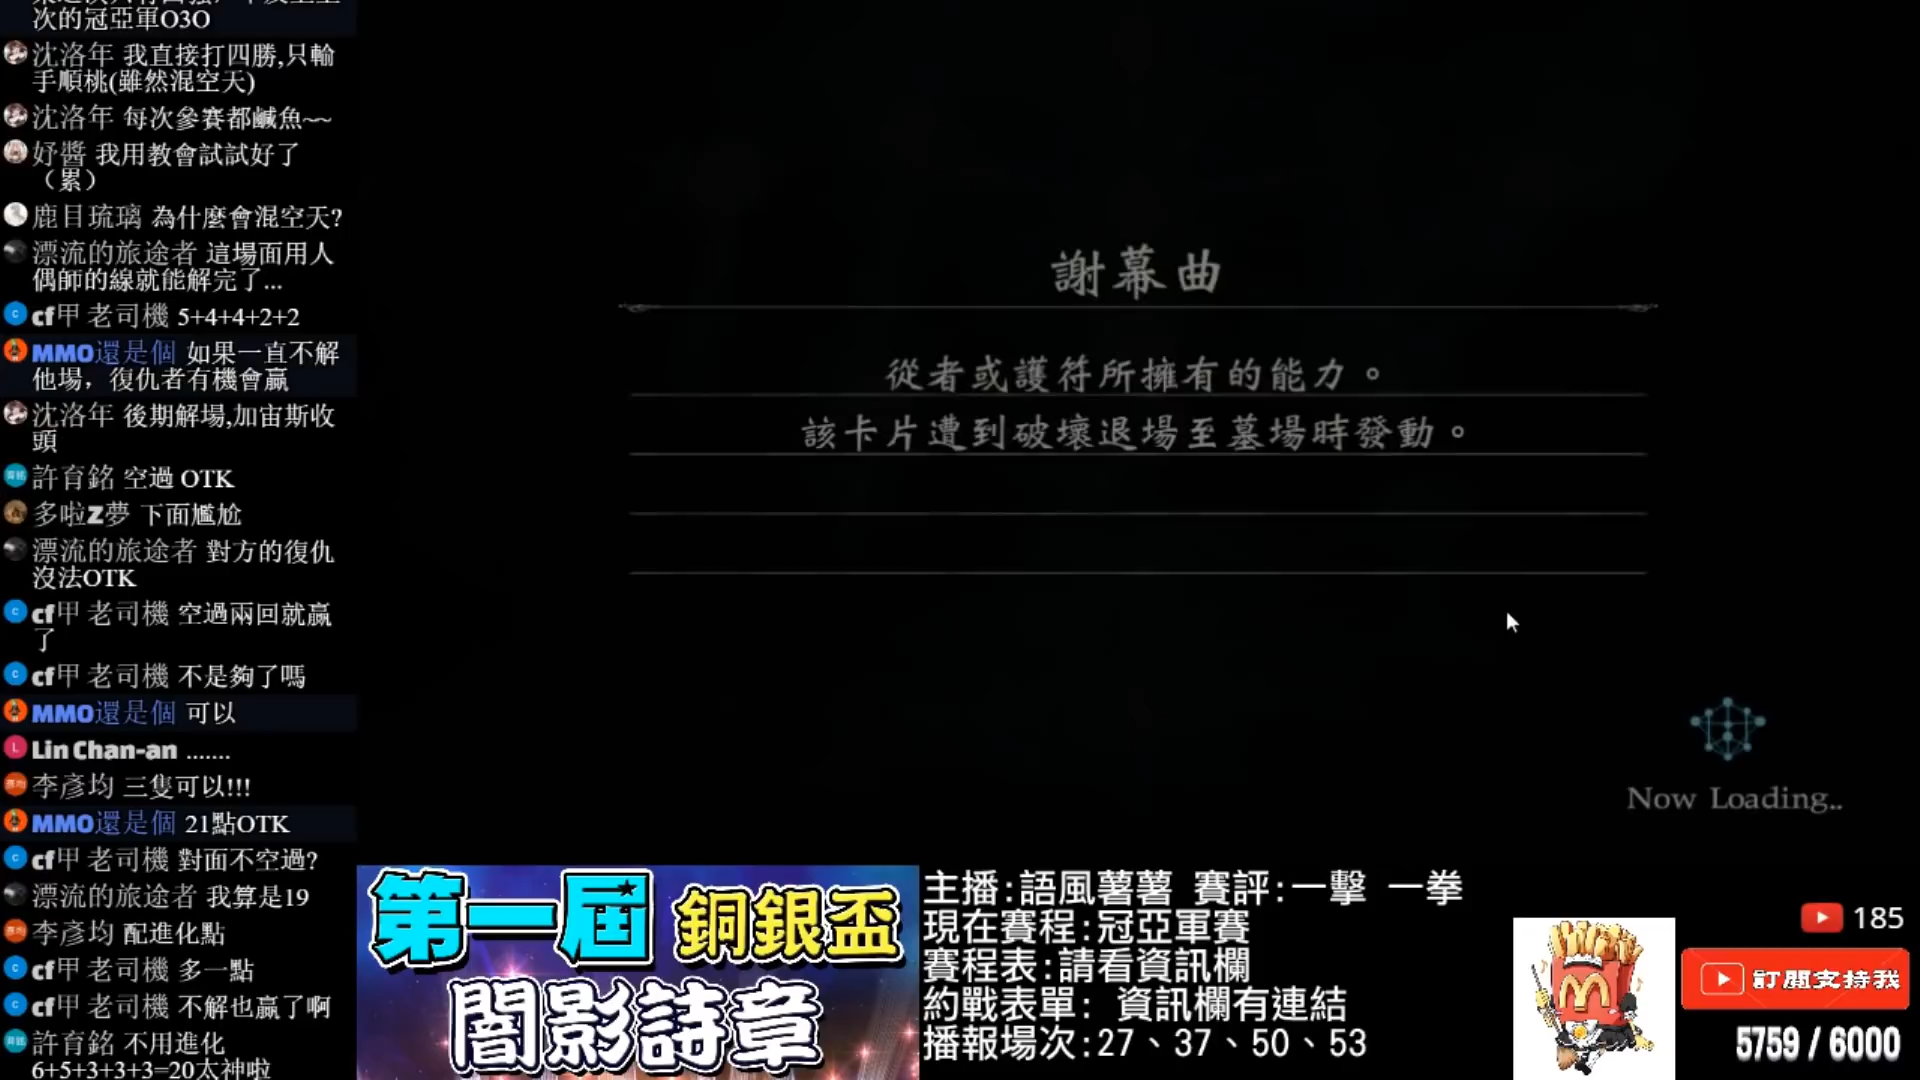 次的冠亞軍O3O
沈洛年 我直接打四勝,只輸
手順桃(雖然混空天)
沈洛年 每次參賽都鹹魚~~
妤醬 我用教會試試好了
（累）
鹿目琉璃 為什麼會混空天?
漂流的旅途者 這場面用人
偶師的線就能解完了...
cf甲 老司機 5+4+4+2+2
MMO還是個 如果一直不解
他場，復仇者有機會贏
沈洛年 後期解場,加宙斯收
頭
許育銘 空過 OTK
多啦Z夢 下面尷尬
漂流的旅途者 對方的復仇
沒法OTK
cf甲 老司機 空過兩回就贏
了
cf甲 老司機 不是夠了嗎
MMO還是個 可以
Lin Chan-an .......
李彥均 三隻可以!!!
MMO還是個 21點OTK
cf甲 老司機 對面不空過?
漂流的旅途者 我算是19
李彥均 配進化點
cf甲 老司機 多一點
cf甲 老司機 不解也贏了啊
許育銘 不用進化
6+5+3+3+3=20太神啦
謝幕曲
從者或護符所擁有的能力。
該卡片遭到破壞退場至墓場時發動。
Now Loading..
第一屆 銅銀盃
闇影詩章
主播:語風薯薯 賽評:一擊 一拳
現在賽程:冠亞軍賽
賽程表:請看資訊欄
約戰表單: 資訊欄有連結
播報場次:27、37、50、53
185
訂閱支持我
5759 / 6000